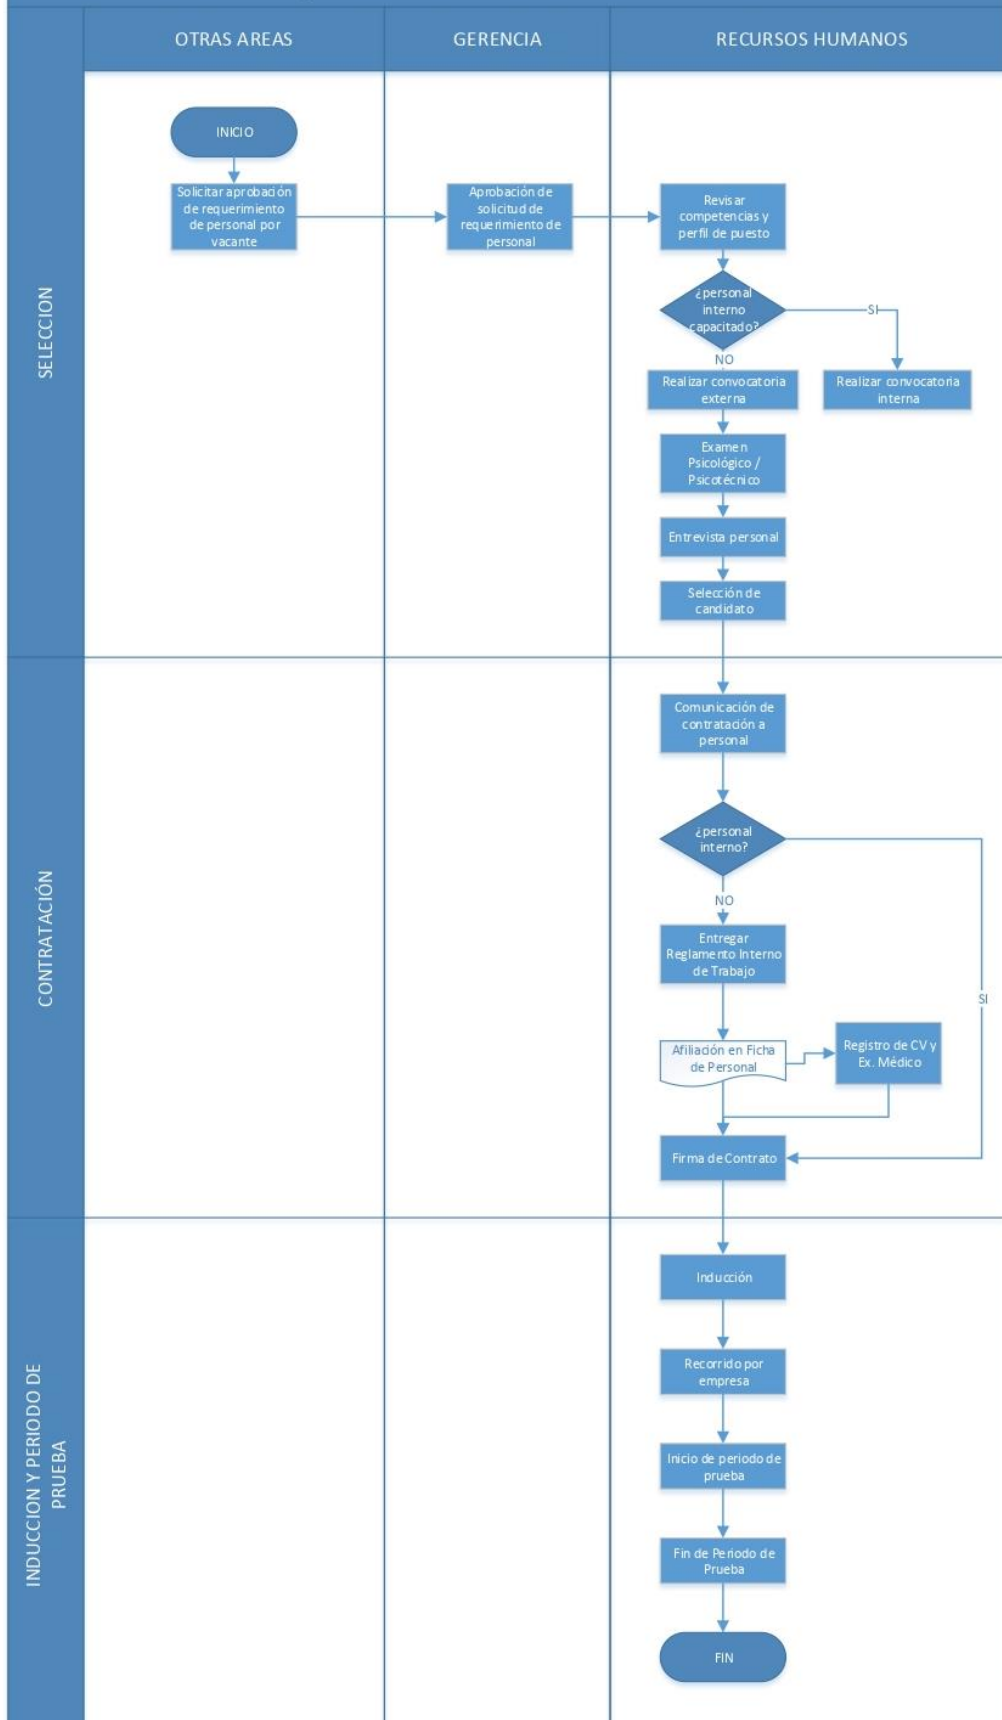 OTRAS AREAS
GERENCIA
RECURSOS HUMANOS
SELECCION
INICIO
Solicitar aprobación
de requerimiento
de personal por
vacante
Aprobación de
solicitud de
requerimiento de
personal
Revisar
competencias y
perfil de puesto
¿personal
interno
capacitado?
SI
NO
Realizar convocatoria
externa
Realizar convocatoria
interna
Examen
Psicológico /
Psicotécnico
Entrevista personal
Selección de
candidato
CONTRATACIÓN
Comunicación de
contratación a
personal
¿personal
interno?
NO
SI
Entregar
Reglamento Interno
de Trabajo
Afiliación en Ficha
de Personal
Registro de CV y
Ex. Médico
Firma de Contrato
INDUCCION Y PERIODO DE
PRUEBA
Inducción
Recorrido por
empresa
Inicio de periodo de
prueba
Fin de Periodo de
Prueba
FIN